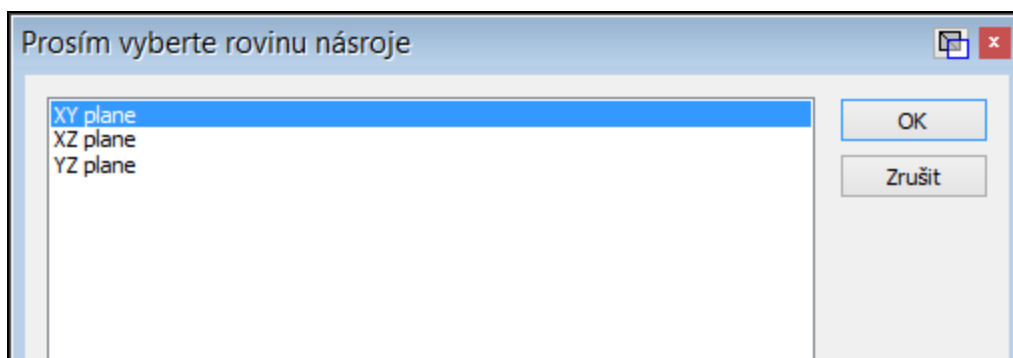 Prosím vyberte rovinu násroje
XY plane
XZ plane
YZ plane
OK
Zrušit